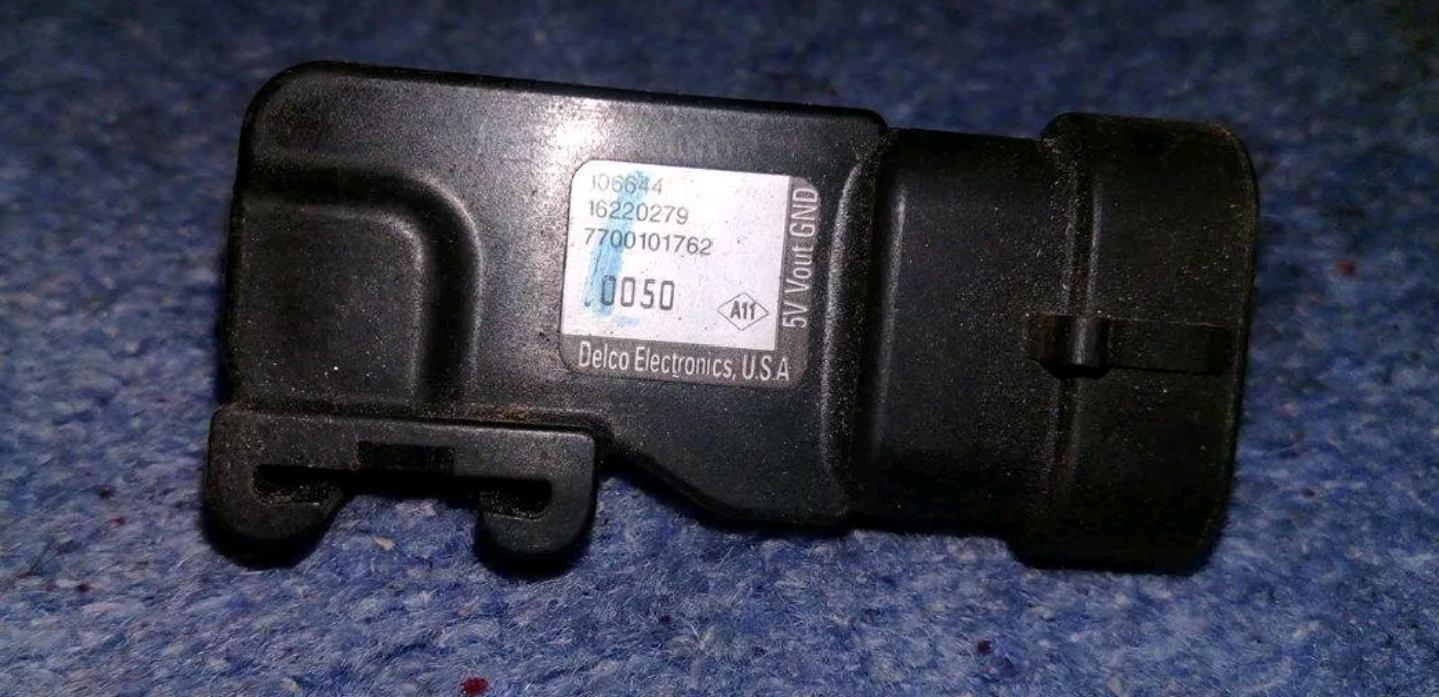 106644
16220279
7700101762
.0050
A11
5V Vout GND
Delco Electronics, U.S.A